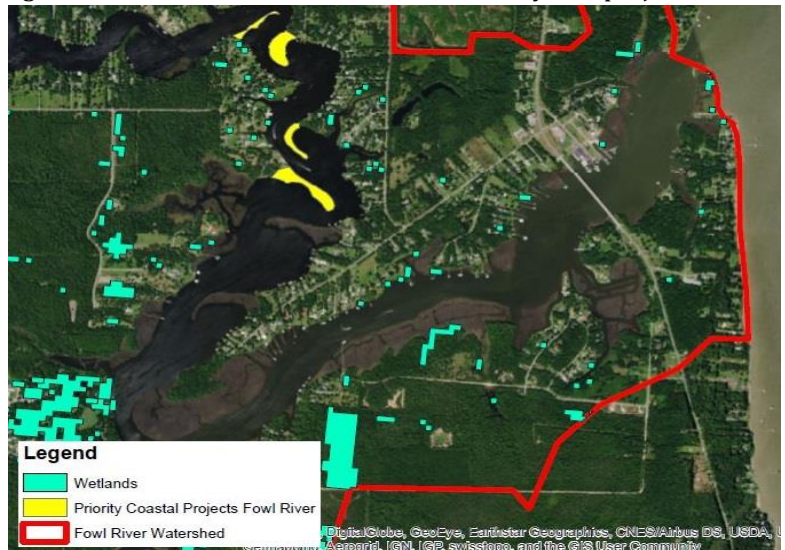 Legend
Wetlands
Priority Coastal Projects Fowl River
Fowl River Watershed
DigitalGlobe, GeoEye, Earthstar Geographics, CNES/Airbus DS, USDA,
Aerogrid, IGN, IGP, swisstopo, and the GIS User Community